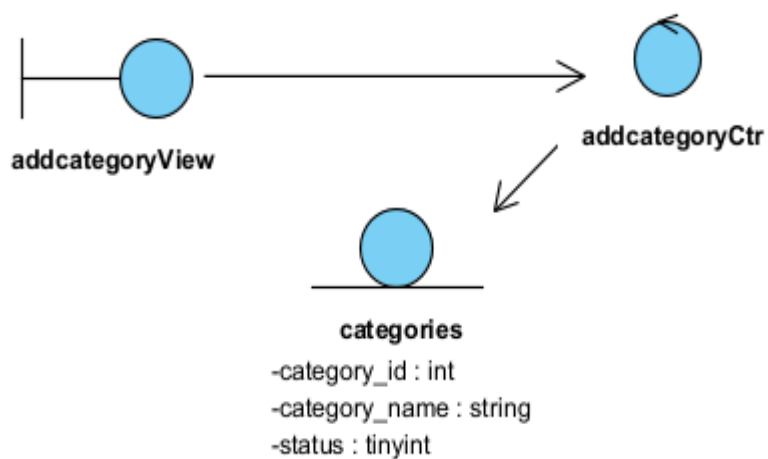 addcategoryView
addcategoryCtr
categories
-category_id : int
-category_name : string
-status : tinyint